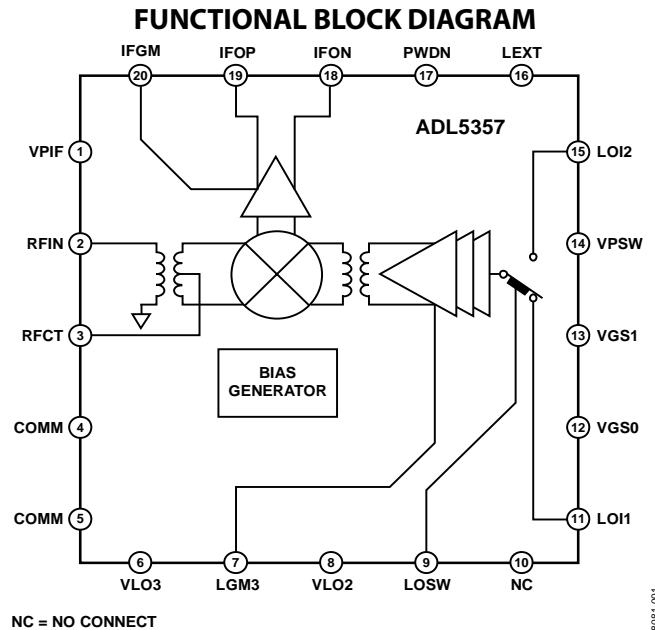 FUNCTIONAL BLOCK DIAGRAM
IFGM IFOP IFON PWDN LEXT
20 19 18 17 16
ADL5357
VPIF 1
15 LOI2
RFIN 2
14 VPSW
RFCT 3
13 VGS1
BIAS
GENERATOR
COMM 4
12 VGS0
COMM 5
11 LOI1
6 7 8 9 10
VLO3 LGM3 VLO2 LOSW NC
NC = NO CONNECT
08081-001